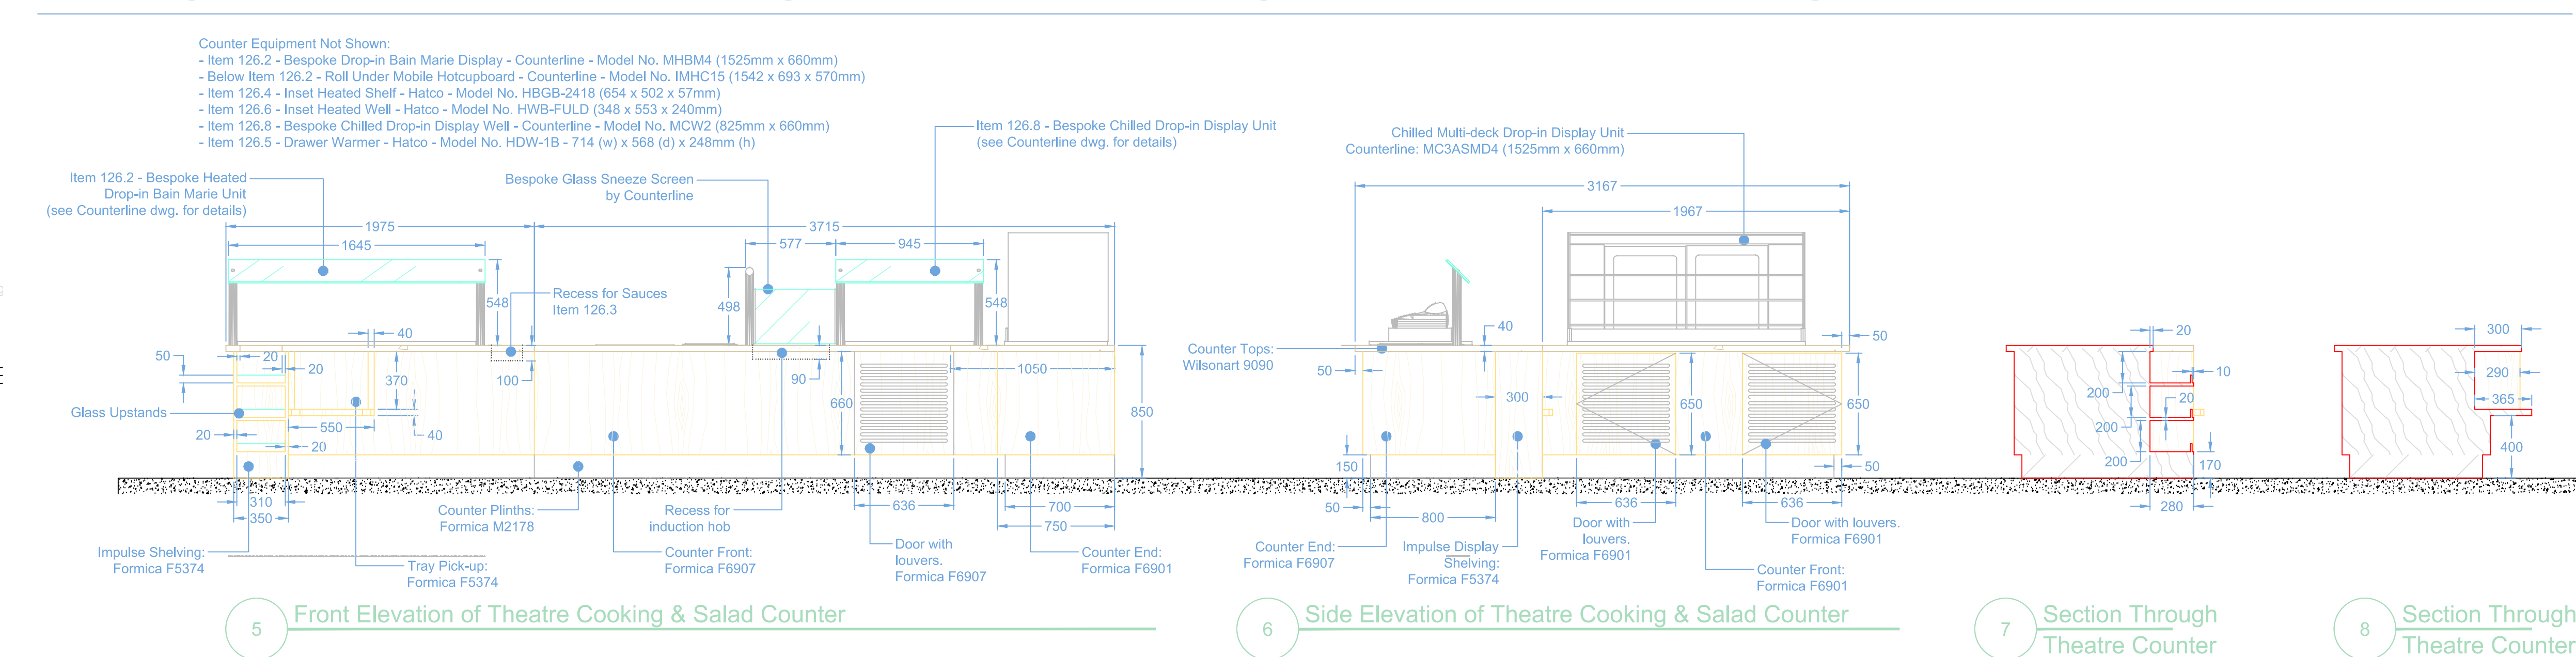 Counter Equipment Not Shown:
- Item 126.2 - Bespoke Drop-in Bain Marie Display - Counterline - Model No. MHBM4 (1525mm x 660mm)
- Below Item 126.2 - Roll Under Mobile Hotcupboard - Counterline - Model No. IMHC15 (1542 x 693 x 570mm)
- Item 126.4 - Inset Heated Shelf - Hatco - Model No. HBGB-2418 (654 x 502 x 57mm)
- Item 126.6 - Inset Heated Well - Hatco - Model No. HWB-FULD (348 x 553 x 240mm)
- Item 126.8 - Bespoke Chilled Drop-in Display Well - Counterline - Model No. MCW2 (825mm x 660mm)
- Item 126.5 - Drawer Warmer - Hatco - Model No. HDW-1B - 714 (w) x 568 (d) x 248mm (h)
Item 126.2 - Bespoke Heated
Drop-in Bain Marie Unit
(see Counterline dwg. for details)
Bespoke Glass Sneeze Screen
by Counterline
Item 126.8 - Bespoke Chilled Drop-in Display Unit
(see Counterline dwg. for details)
1975
3715
1645
577
945
548
498
548
Recess for Sauces
Item 126.3
40
50
20
20
370
100
90
1050
660
850
Glass Upstands
550
40
20
20
310
350
636
700
750
Counter Plinths:
Formica M2178
Recess for
induction hob
Impulse Shelving:
Formica F5374
Tray Pick-up:
Formica F5374
Counter Front:
Formica F6907
Door with
louvers.
Formica F6907
Counter End:
Formica F6901
5
Front Elevation of Theatre Cooking & Salad Counter
Chilled Multi-deck Drop-in Display Unit
Counterline: MC3ASMD4 (1525mm x 660mm)
3167
1967
40
50
Counter Tops:
Wilsonart 9090
50
300
650
650
150
50
50
800
636
636
Counter End:
Formica F6907
Impulse Display
Shelving:
Formica F5374
Door with
louvers.
Formica F6901
Door with louvers.
Formica F6901
Counter Front:
Formica F6901
6
Side Elevation of Theatre Cooking & Salad Counter
20
10
200
20
200
200
170
280
7
Section Through
Theatre Counter
300
290
365
400
8
Section Through
Theatre Counter